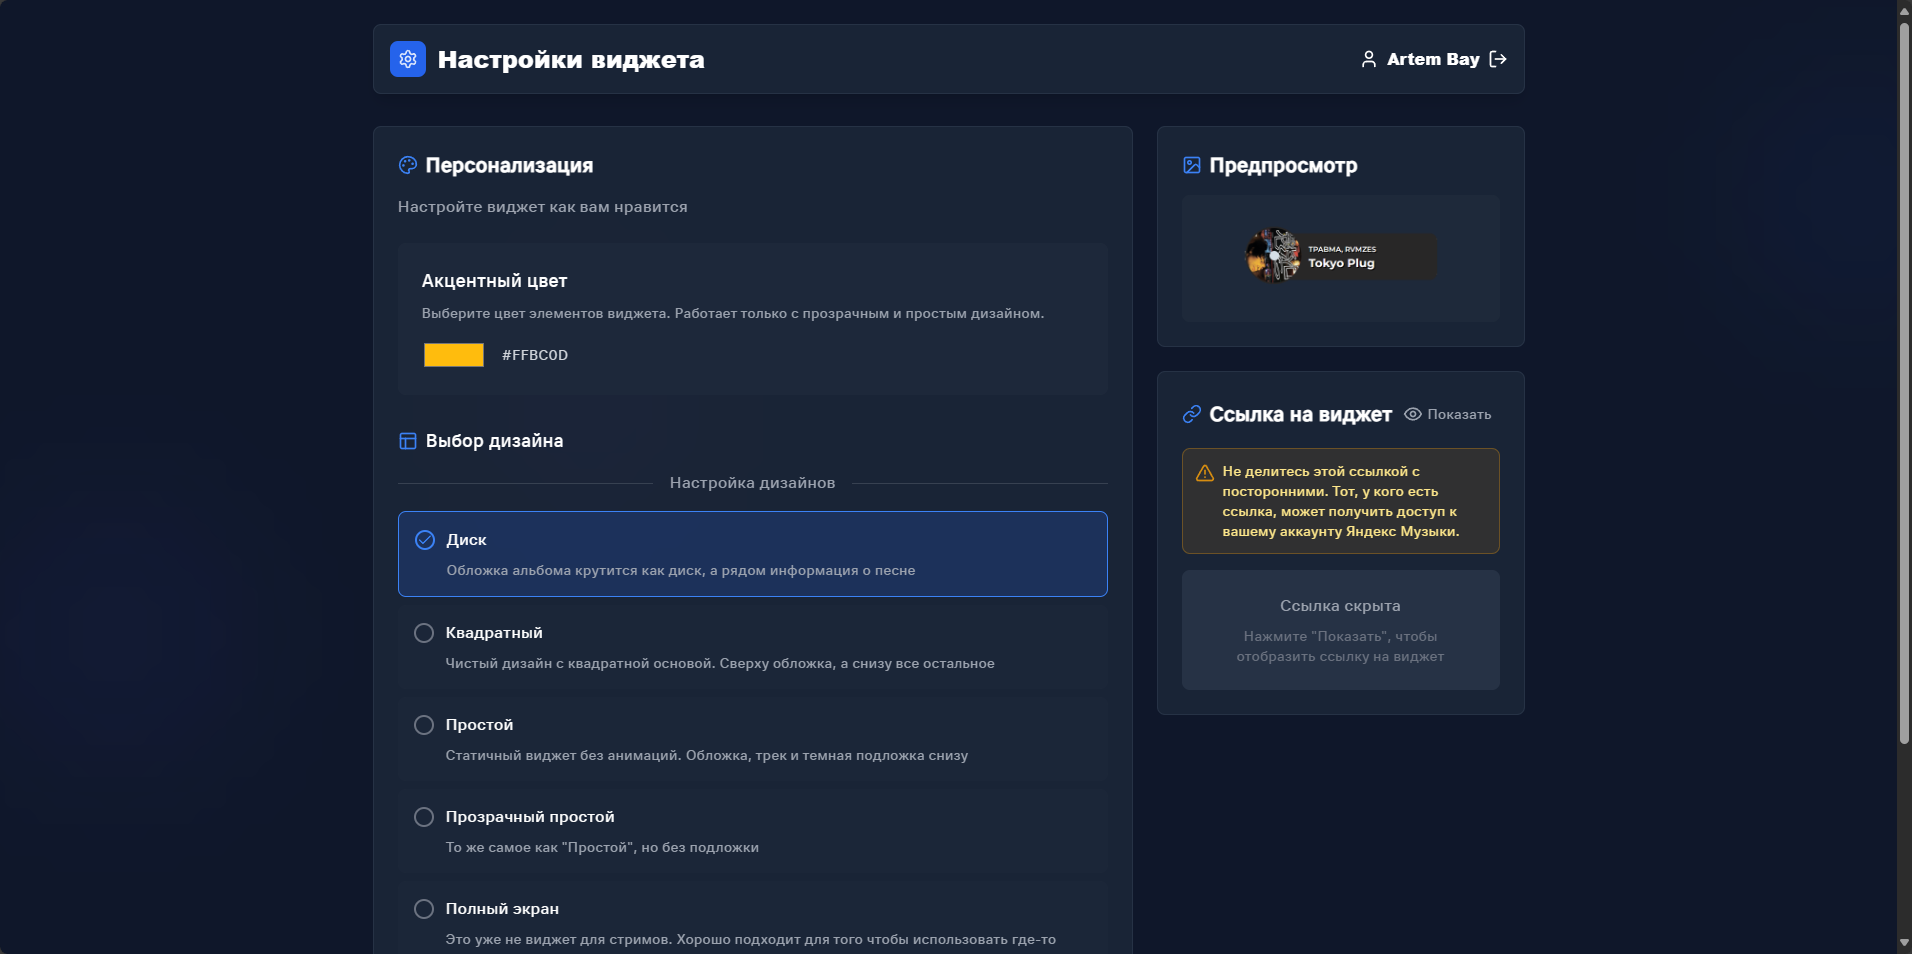 Настройки виджета
Artem Bay
Персонализация
Настройте виджет как вам нравится
Акцентный цвет
Выберите цвет элементов виджета. Работает только с прозрачным и простым дизайном.
#FFBC0D
Выбор дизайна
Настройка дизайнов
Диск
Обложка альбома крутится как диск, а рядом информация о песне
Квадратный
Чистый дизайн с квадратной основой. Сверху обложка, а снизу все остальное
Простой
Статичный виджет без анимаций. Обложка, трек и темная подложка снизу
Прозрачный простой
То же самое как "Простой", но без подложки
Полный экран
Это уже не виджет для стримов. Хорошо подходит для того чтобы использовать где-то
Предпросмотр
ТРАВМА, RVMZES
Tokyo Plug
Ссылка на виджет
Показать
Не делитесь этой ссылкой с
посторонними. Тот, у кого есть
ссылка, может получить доступ к
вашему аккаунту Яндекс Музыки.
Ссылка скрыта
Нажмите "Показать", чтобы
отобразить ссылку на виджет